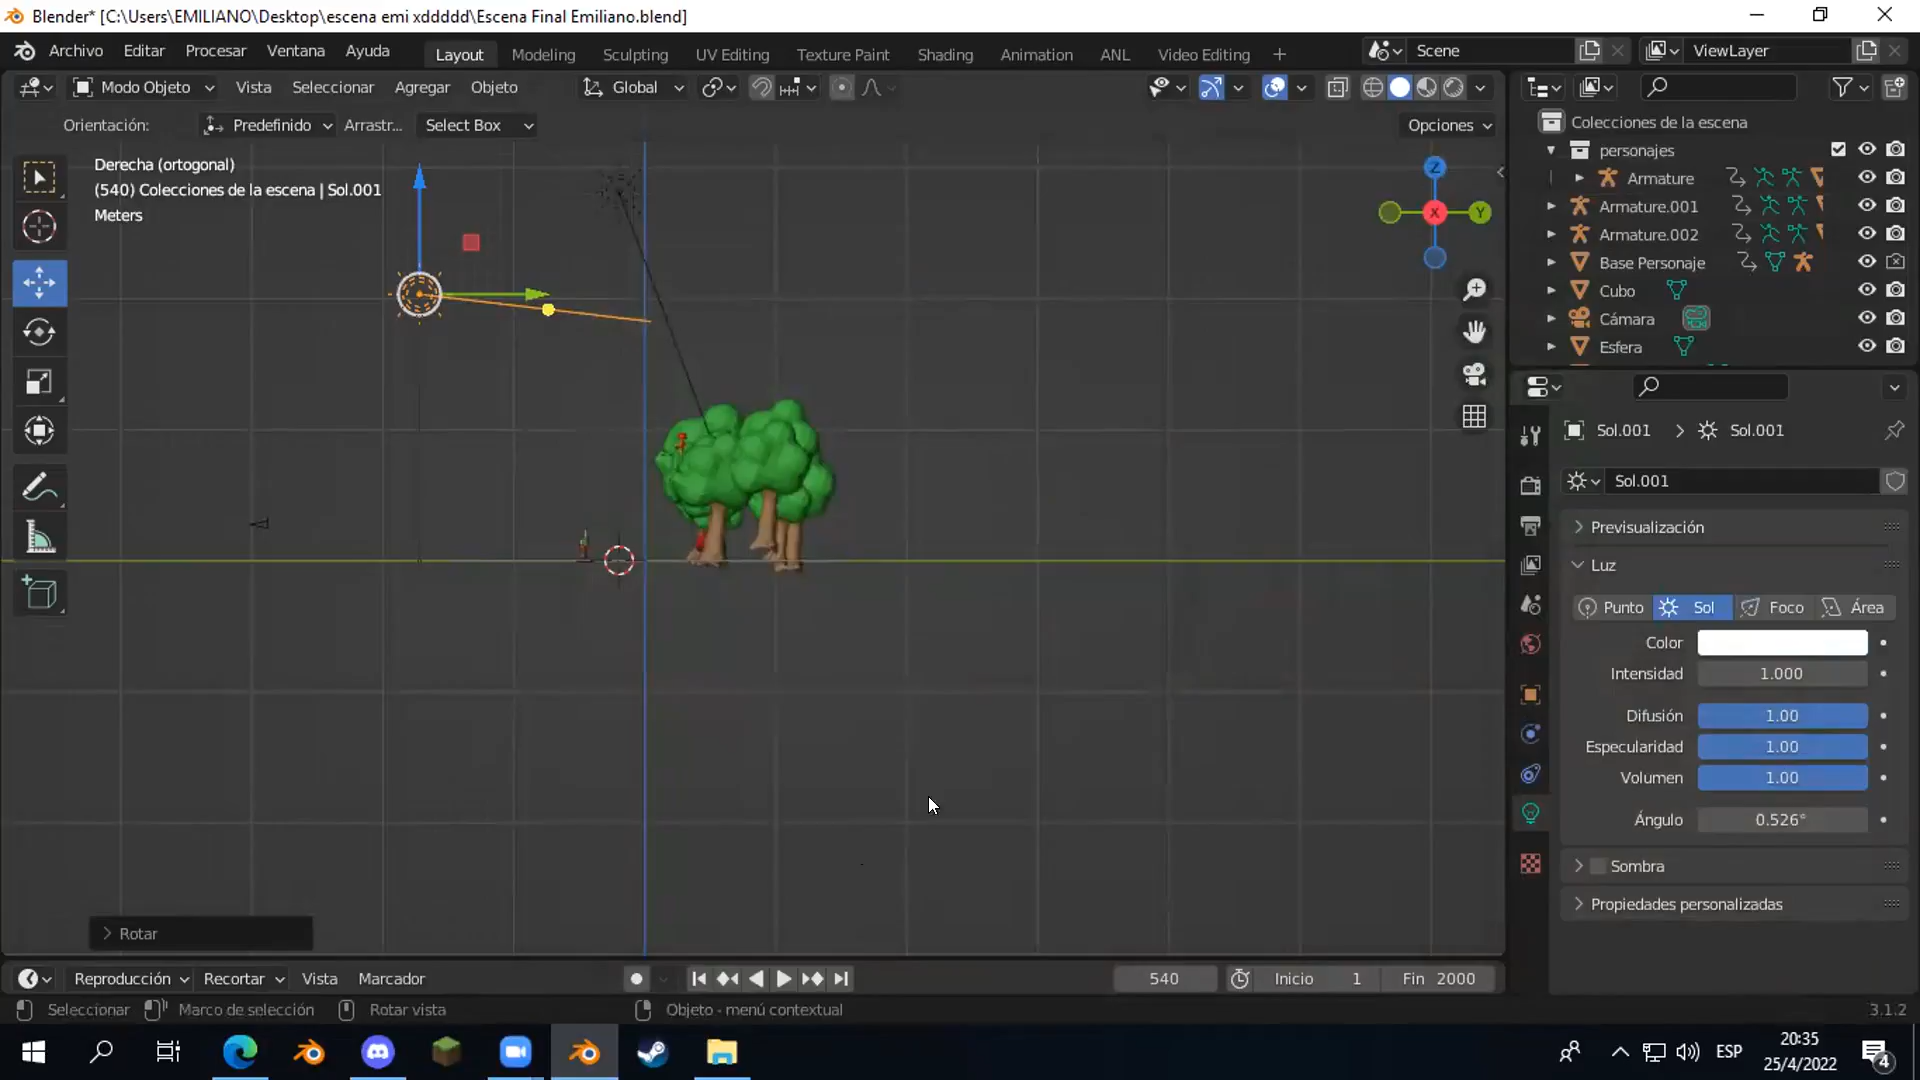 Blender* [C:\Users\EMILIANO\Desktop\escena emi xddddd\Escena Final Emiliano.blend]
Archivo Editar Procesar Ventana Ayuda Layout Modeling Sculpting UV Editing Texture Paint Shading Animation ANL Video Editing + Scene ViewLayer
Modo Objeto Vista Seleccionar Agregar Objeto Global
Orientación: Predefinido Arrastr... Select Box Opciones
Derecha (ortogonal)
(540) Colecciones de la escena | Sol.001
Meters
Z
X
Y
Colecciones de la escena
personajes
Armature
Armature.001
Armature.002
Base Personaje
Cubo
Cámara
Esfera
Sol.001 > Sol.001
Sol.001
Previsualización
Luz
Punto Sol Foco Área
Color
Intensidad 1.000
Difusión 1.00
Especularidad 1.00
Volumen 1.00
Ángulo 0.526°
Sombra
Propiedades personalizadas
Rotar
Reproducción Recortar Vista Marcador 540 Inicio 1 Fin 2000
Seleccionar Marco de selección Rotar vista Objeto - menú contextual 3.1.2
ESP
20:35
25/4/2022
4